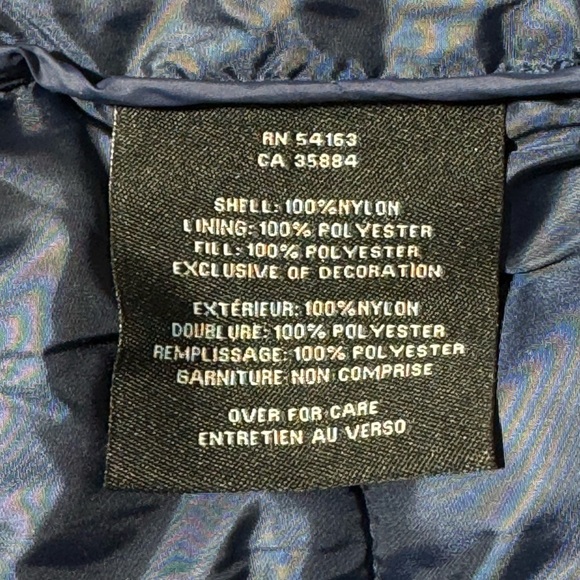 RN 54163
CA 35884
SHELL: 100%NYLON
LINING: 100% POLYESTER
FILL: 100% POLYESTER
EXCLUSIVE OF DECORATION
EXTÉRIEUR: 100%NYLON
DOUBLURE: 100% POLYESTER
REMPLISSAGE: 100% POLYESTER
GARNITURE NON COMPRISE
OVER FOR CARE
ENTRETIEN AU VERSO